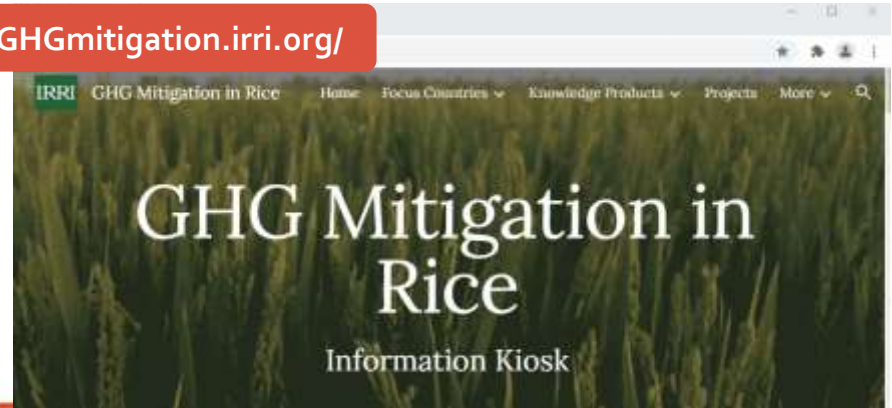 GHGmitigation.irri.org/
IRRI GHG Mitigation in Rice Home Focus Countries Knowledge Products Projects More
GHG Mitigation in
Rice
Information Kiosk